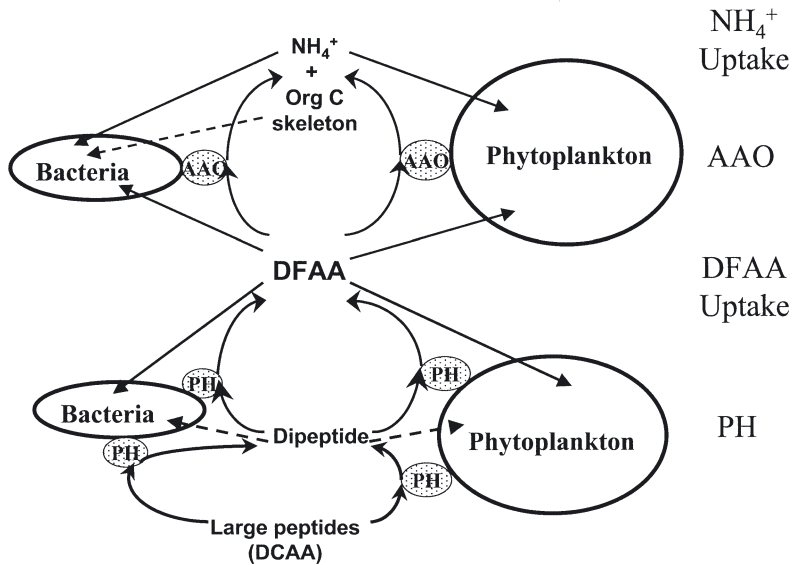 NH₄⁺
+
Org C
skeleton
NH₄⁺
Uptake
Bacteria
AAO
AAO
Phytoplankton
AAO
DFAA
DFAA
Uptake
PH
PH
Bacteria
Dipeptide
Phytoplankton
PH
PH
PH
Large peptides
(DCAA)